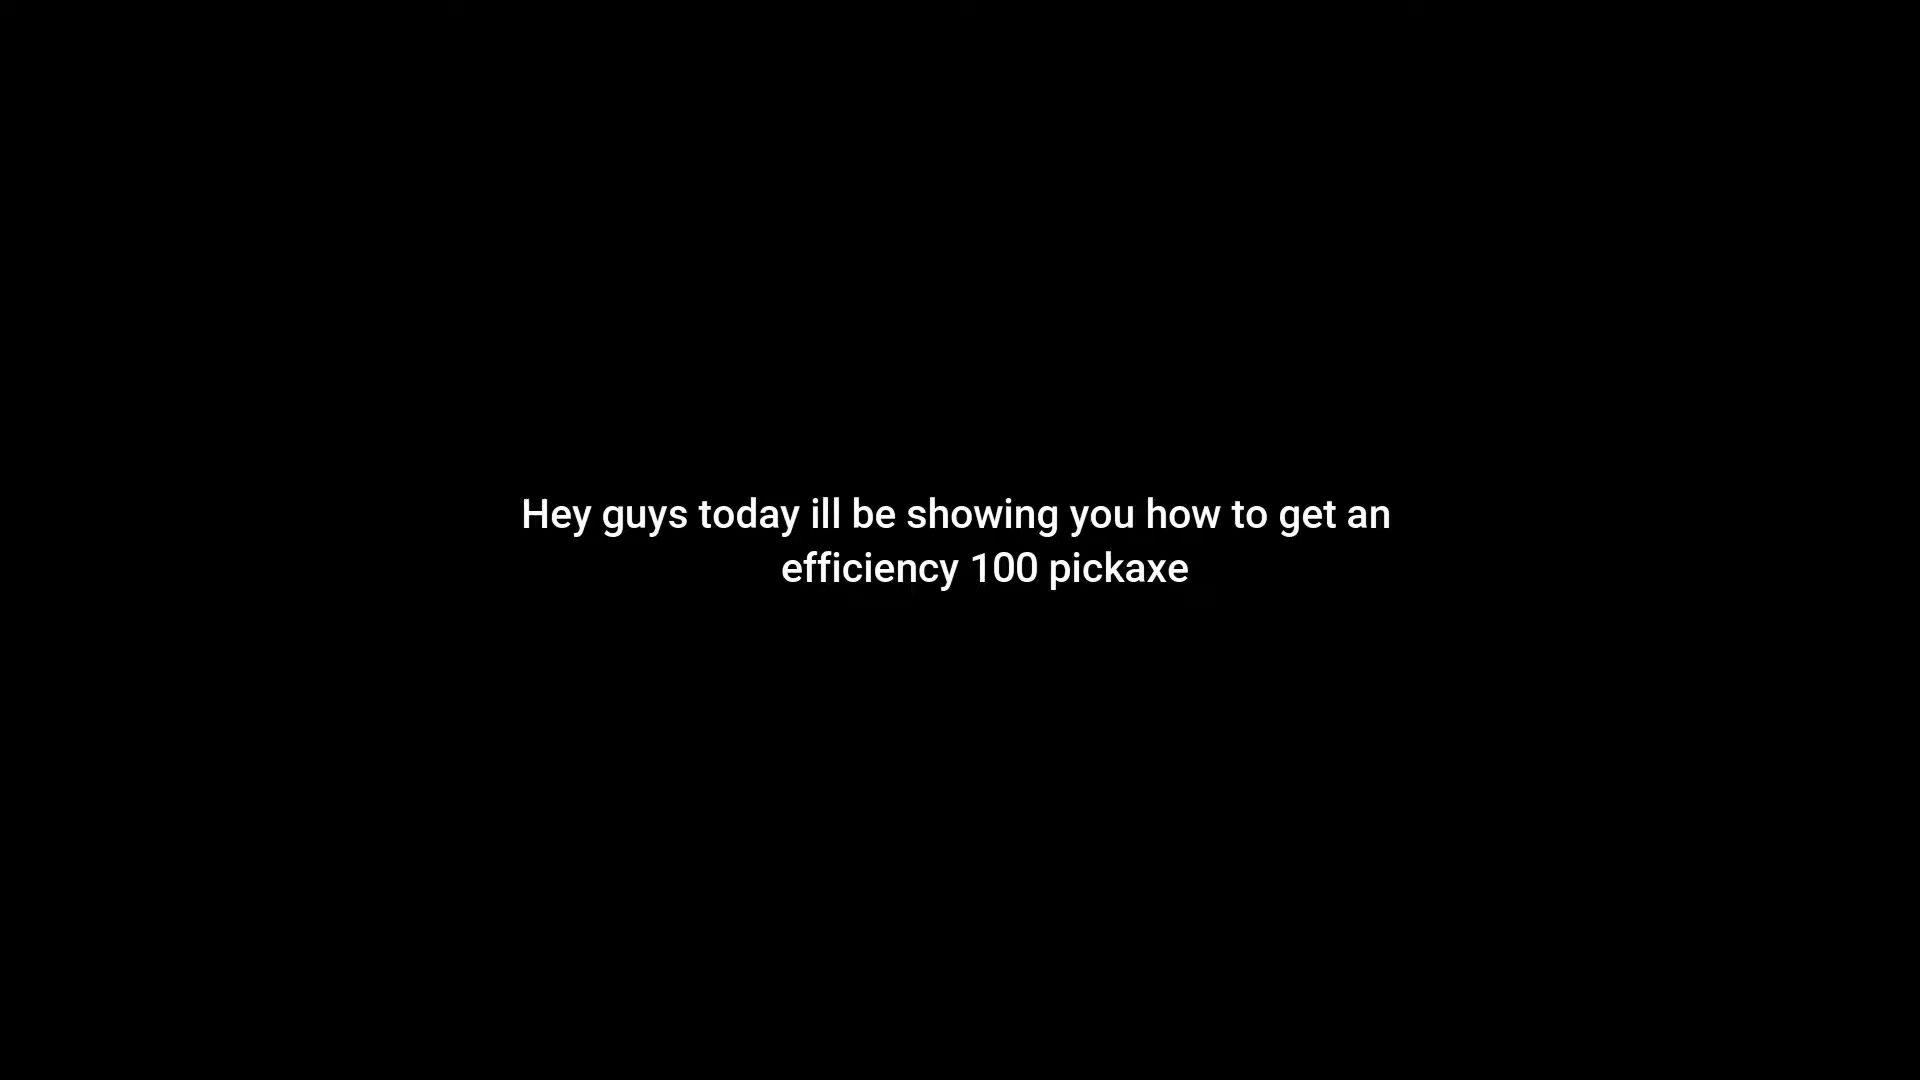 Hey guys today ill be showing you how to get an
efficiency 100 pickaxe